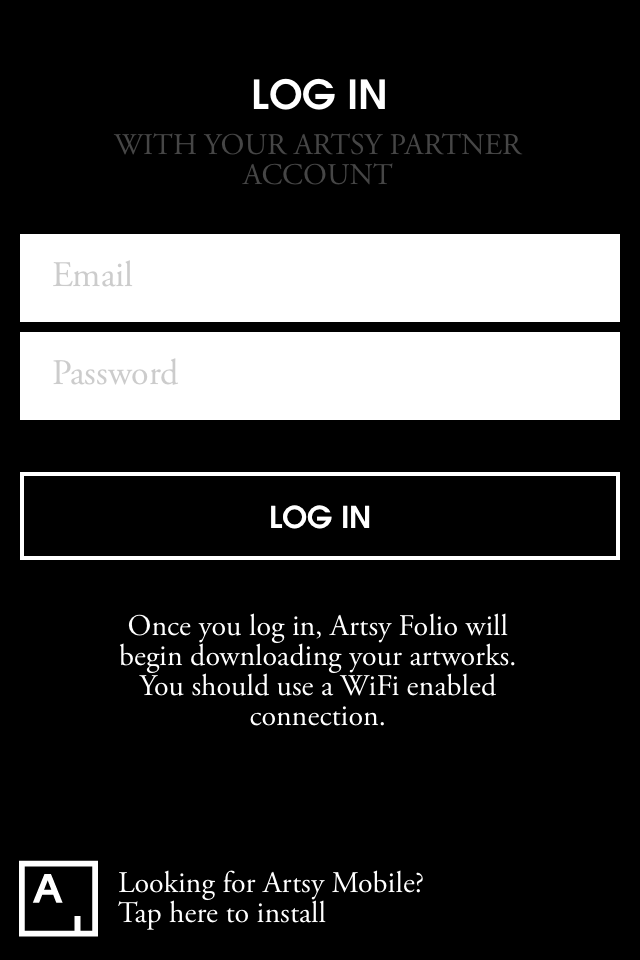 LOG IN
WITH YOUR ARTSY PARTNER
ACCOUNT
Email
Password
LOG IN
Once you log in, Artsy Folio will
begin downloading your artworks.
You should use a WiFi enabled
connection.
A
Looking for Artsy Mobile?
Tap here to install